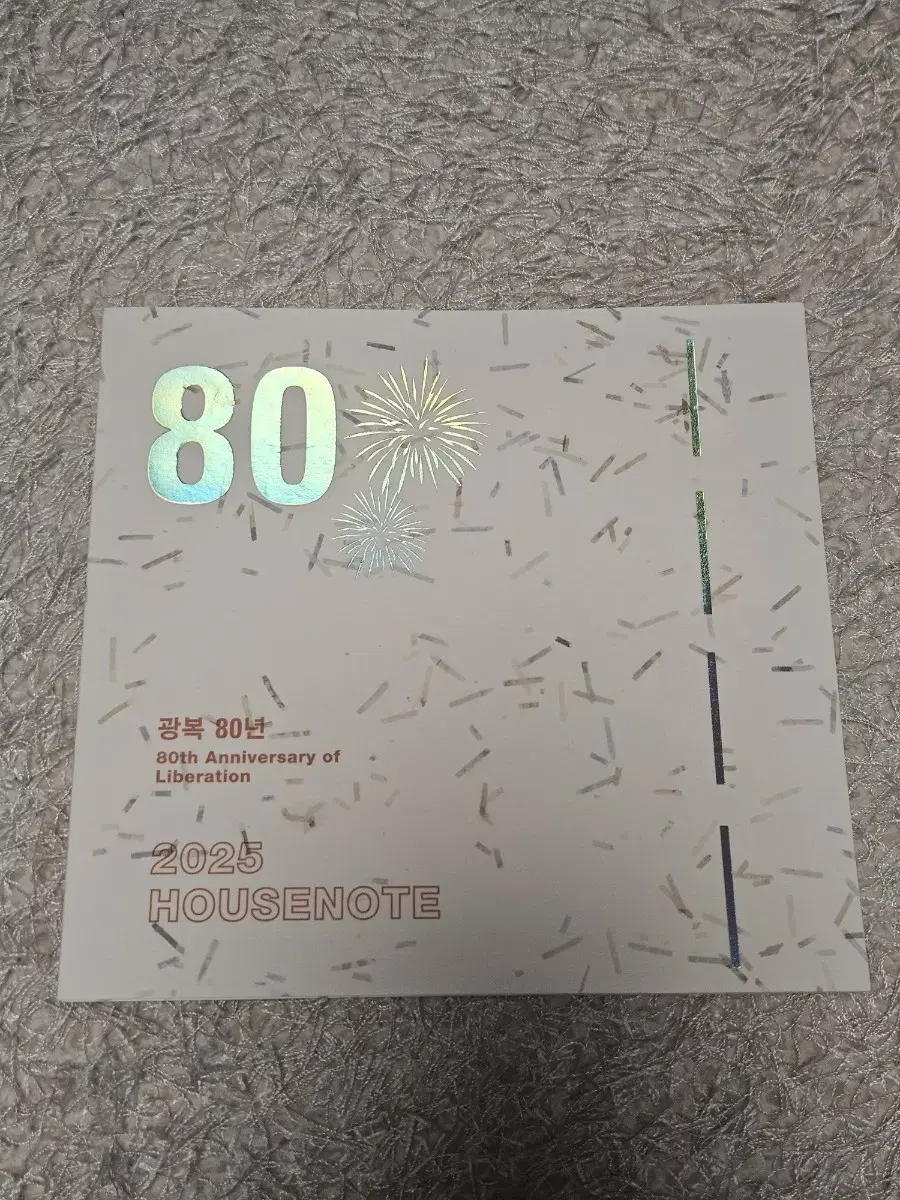 80
광복 80년
80th Anniversary of
Liberation
2025
HOUSENOTE